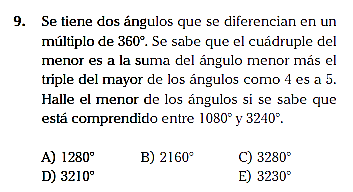 9. Se tiene dos ángulos que se diferencian en un
múltiplo de 360°. Se sabe que el cuádruple del
menor es a la suma del ángulo menor más el
triple del mayor de los ángulos como 4 es a 5.
Halle el menor de los ángulos si se sabe que
está comprendido entre 1080° y 3240°.
A) 1280° B) 2160° C) 3280°
D) 3210° E) 3230°